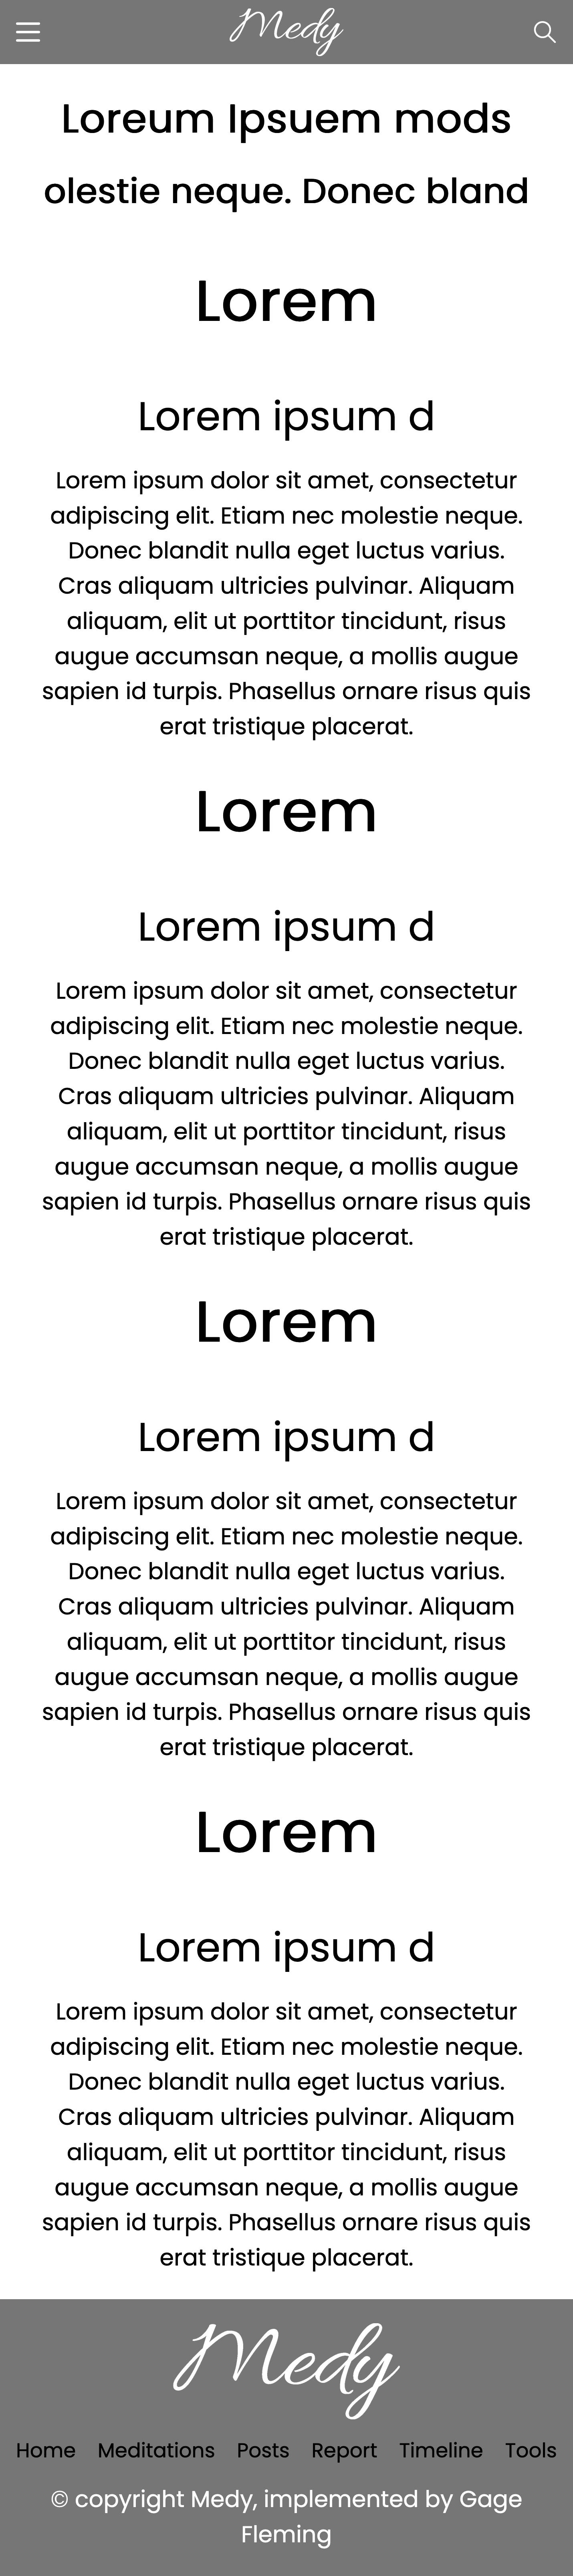 Medy
Loreum Ipsuem mods
olestie neque. Donec bland
Lorem
Lorem ipsum d
Lorem ipsum dolor sit amet, consectetur
adipiscing elit. Etiam nec molestie neque.
Donec blandit nulla eget luctus varius.
Cras aliquam ultricies pulvinar. Aliquam
aliquam, elit ut porttitor tincidunt, risus
augue accumsan neque, a mollis augue
sapien id turpis. Phasellus ornare risus quis
erat tristique placerat.
Lorem
Lorem ipsum d
Lorem ipsum dolor sit amet, consectetur
adipiscing elit. Etiam nec molestie neque.
Donec blandit nulla eget luctus varius.
Cras aliquam ultricies pulvinar. Aliquam
aliquam, elit ut porttitor tincidunt, risus
augue accumsan neque, a mollis augue
sapien id turpis. Phasellus ornare risus quis
erat tristique placerat.
Lorem
Lorem ipsum d
Lorem ipsum dolor sit amet, consectetur
adipiscing elit. Etiam nec molestie neque.
Donec blandit nulla eget luctus varius.
Cras aliquam ultricies pulvinar. Aliquam
aliquam, elit ut porttitor tincidunt, risus
augue accumsan neque, a mollis augue
sapien id turpis. Phasellus ornare risus quis
erat tristique placerat.
Lorem
Lorem ipsum d
Lorem ipsum dolor sit amet, consectetur
adipiscing elit. Etiam nec molestie neque.
Donec blandit nulla eget luctus varius.
Cras aliquam ultricies pulvinar. Aliquam
aliquam, elit ut porttitor tincidunt, risus
augue accumsan neque, a mollis augue
sapien id turpis. Phasellus ornare risus quis
erat tristique placerat.
Medy
Home Meditations Posts Report Timeline Tools
© copyright Medy, implemented by Gage
Fleming